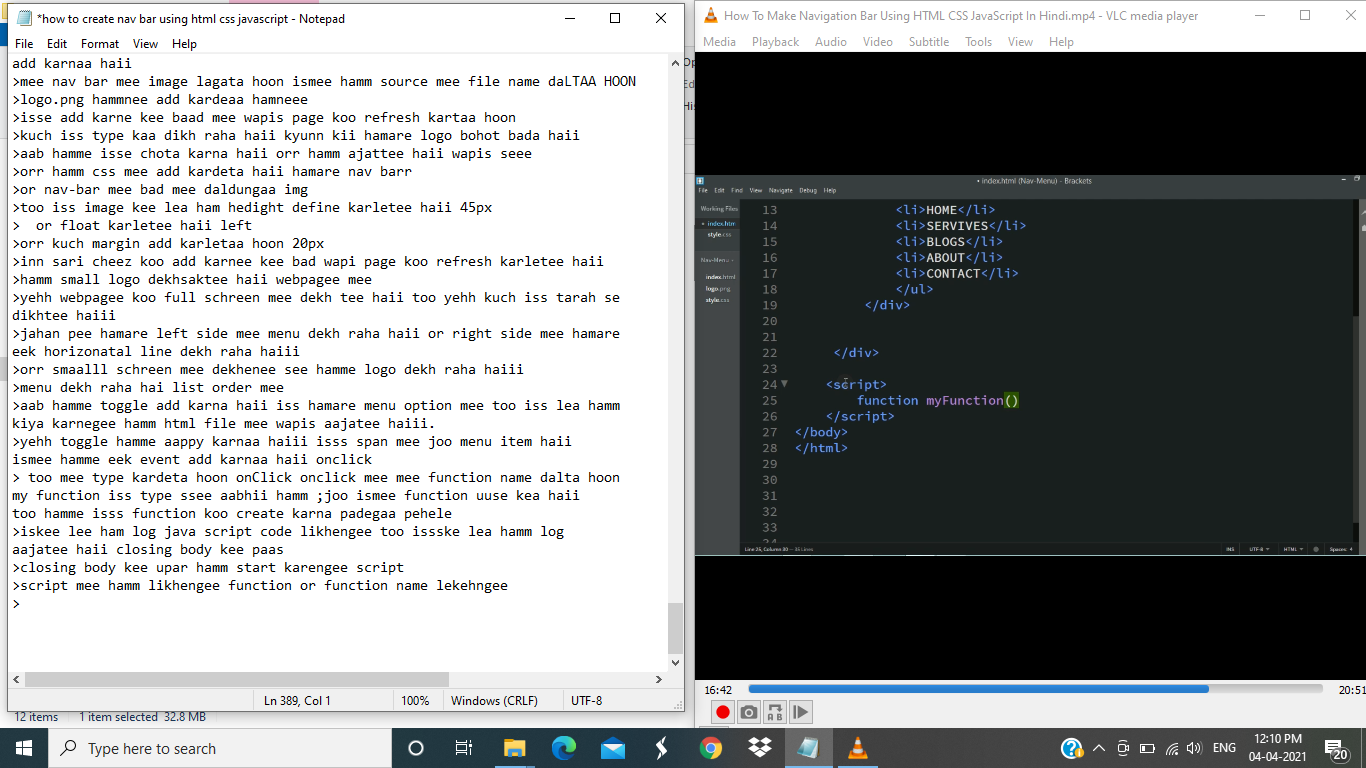 *how to create nav bar using html css javascript - Notepad
File Edit Format View Help
add karnaa haii
>mee nav bar mee image lagata hoon ismee hamm source mee file name daLTAA HOON
>logo.png hammnee add kardeaa hamneee
>isse add karne kee baad mee wapis page koo refresh kartaa hoon
>kuch iss type kaa dikh raha haii kyunn kii hamare logo bohot bada haii
>aab hamme isse chota karna haii orr hamm ajattee haii wapis seee
>orr hamm css mee add kardeta haii hamare nav barr
>or nav-bar mee bad mee daldungaa img
>too iss image kee lea ham hedight define karletee haii 45px
>  or float karletee haii left
>orr kuch margin add karletaa hoon 20px
>inn sari cheez koo add karnee kee bad wapi page koo refresh karletee haii
>hamm small logo dekhsaktee haii webpagee mee
>yehh webpagee koo full schreen mee dekh tee haii too yehh kuch iss tarah se
dikhtee haiii
>jahan pee hamare left side mee menu dekh raha haii or right side mee hamare
eek horizonatal line dekh raha haiii
>orr smaalll schreen mee dekhenee see hamme logo dekh raha haiii
>menu dekh raha hai list order mee
>aab hamme toggle add karna haii iss hamare menu option mee too iss lea hamm
kiya karnegee hamm html file mee wapis aajatee haiii.
>yehh toggle hamme aappy karnaa haiii isss span mee joo menu item haii
ismee hamme eek event add karnaa haii onclick
> too mee type kardeta hoon onClick onclick mee mee function name dalta hoon
my function iss type ssee aabhii hamm ;joo ismee function uuse kea haii
too hamme isss function koo create karna padegaa pehele
>iskee lee ham log java script code likhengee too issske lea hamm log
aajatee haii closing body kee paas
>closing body kee upar hamm start karengee script
>script mee hamm likhengee function or function name lekehngee
>
Ln 389, Col 1
100%
Windows (CRLF)
UTF-8
12 items 1 item selected 32.8 MB
How To Make Navigation Bar Using HTML CSS JavaScript In Hindi.mp4 - VLC media player
Media Playback Audio Video Subtitle Tools View Help
• index.html (Nav-Menu) - Brackets
File Edit Find View Navigate Debug Help
Working Files
style.css
Nav-Menu
index.html
logo.png
style.css
13 <li>HOME</li>
14 <li>SERVIVES</li>
15 <li>BLOGS</li>
16 <li>ABOUT</li>
17 <li>CONTACT</li>
18 </ul>
19 </div>
20
21
22 </div>
23
24 <script>
25 function myFunction()
26 </script>
27 </body>
28 </html>
29
30
31
32
33
Line 25, Column 30 — 35 Lines
INS UTF-8 HTML Spaces: 4
16:42
20:51
Type here to search
ENG
12:10 PM
04-04-2021
20